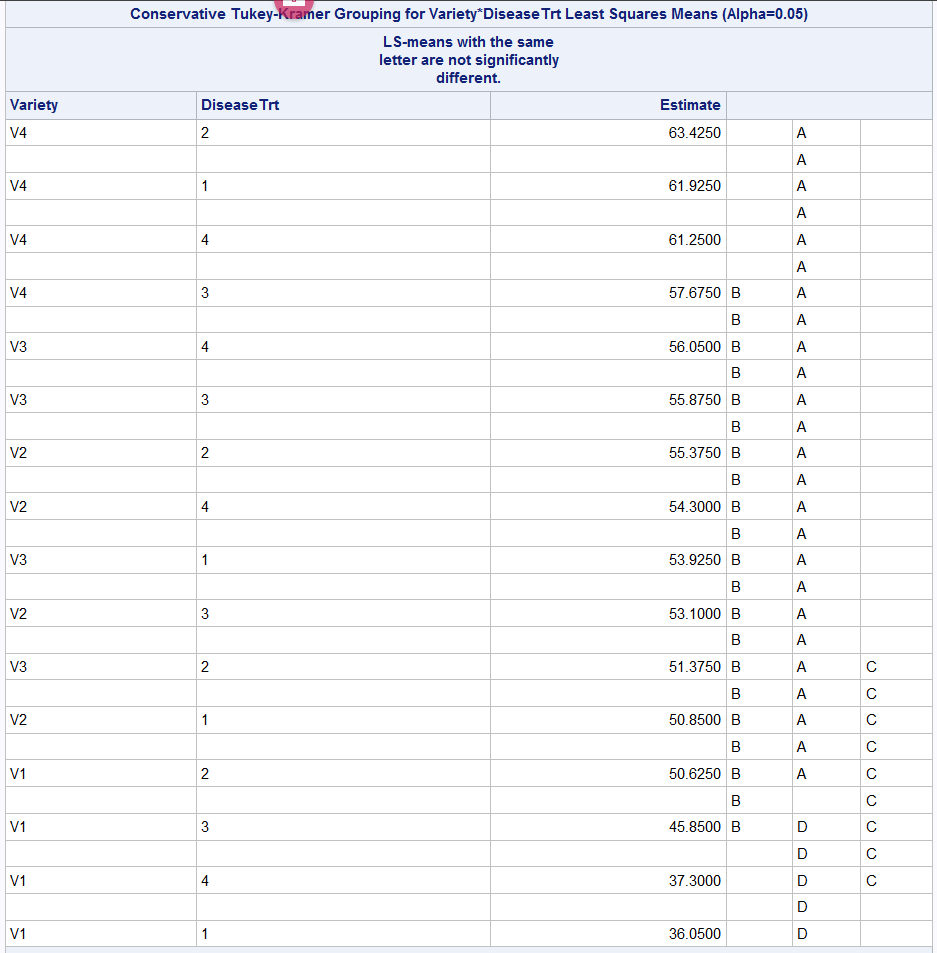 Conservative Tukey-Kramer Grouping for Variety*DiseaseTrt Least Squares Means (Alpha=0.05)
LS-means with the same
letter are not significantly
different.
Variety DiseaseTrt Estimate
V4 2 63.4250 A
A
V4 1 61.9250 A
A
V4 4 61.2500 A
A
V4 3 57.6750 B A
B A
V3 4 56.0500 B A
B A
V3 3 55.8750 B A
B A
V2 2 55.3750 B A
B A
V2 4 54.3000 B A
B A
V3 1 53.9250 B A
B A
V2 3 53.1000 B A
B A
V3 2 51.3750 B A C
B A C
V2 1 50.8500 B A C
B A C
V1 2 50.6250 B A C
B C
V1 3 45.8500 B D C
D C
V1 4 37.3000 D C
D
V1 1 36.0500 D